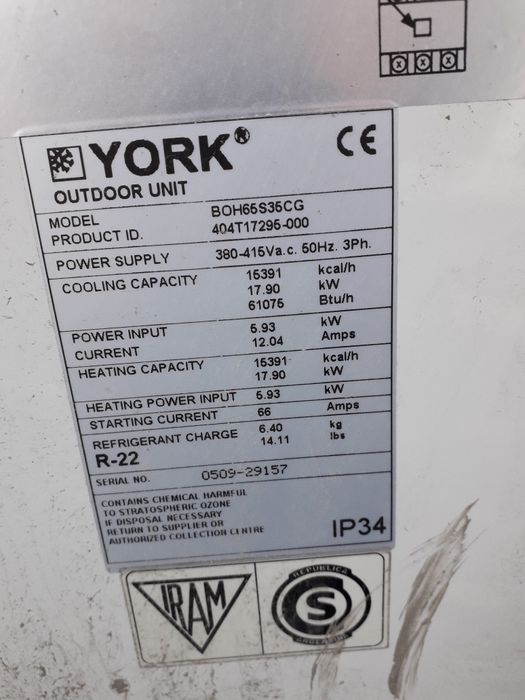 YORK®
CE
OUTDOOR UNIT
MODEL BOH65S35CG
PRODUCT ID. 404T17295-000
POWER SUPPLY 380-415Va.c. 50Hz. 3Ph.
COOLING CAPACITY 15391 kcal/h
17.90 kW
61075 Btu/h
POWER INPUT 5.93 kW
CURRENT 12.04 Amps
HEATING CAPACITY 15391 kcal/h
17.90 kW
HEATING POWER INPUT 5.93 kW
STARTING CURRENT 66 Amps
REFRIGERANT CHARGE 6.40 kg
R-22 14.11 lbs
SERIAL NO. 0509-29157
CONTAINS CHEMICAL HARMFUL
TO STRATOSPHERIC OZONE
IF DISPOSAL NECESSARY
RETURN TO SUPPLIER OR
AUTHORIZED COLLECTION CENTRE
IP34
IRAM
REPUBLICA
S
ARGENTINA